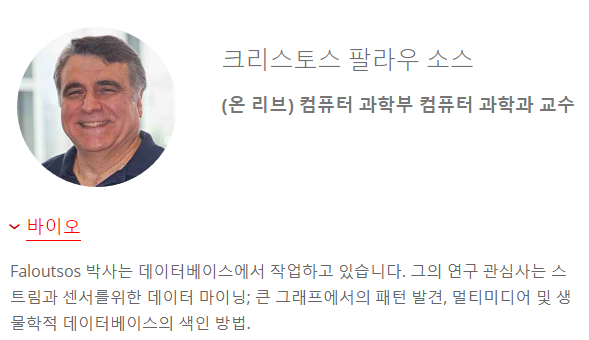 크리스토스 팔라우 소스
(온 리브) 컴퓨터 과학부 컴퓨터 과학과 교수
바이오
Faloutsos 박사는 데이터베이스에서 작업하고 있습니다. 그의 연구 관심사는 스
트림과 센서를위한 데이터 마이닝; 큰 그래프에서의 패턴 발견, 멀티미디어 및 생
물학적 데이터베이스의 색인 방법.